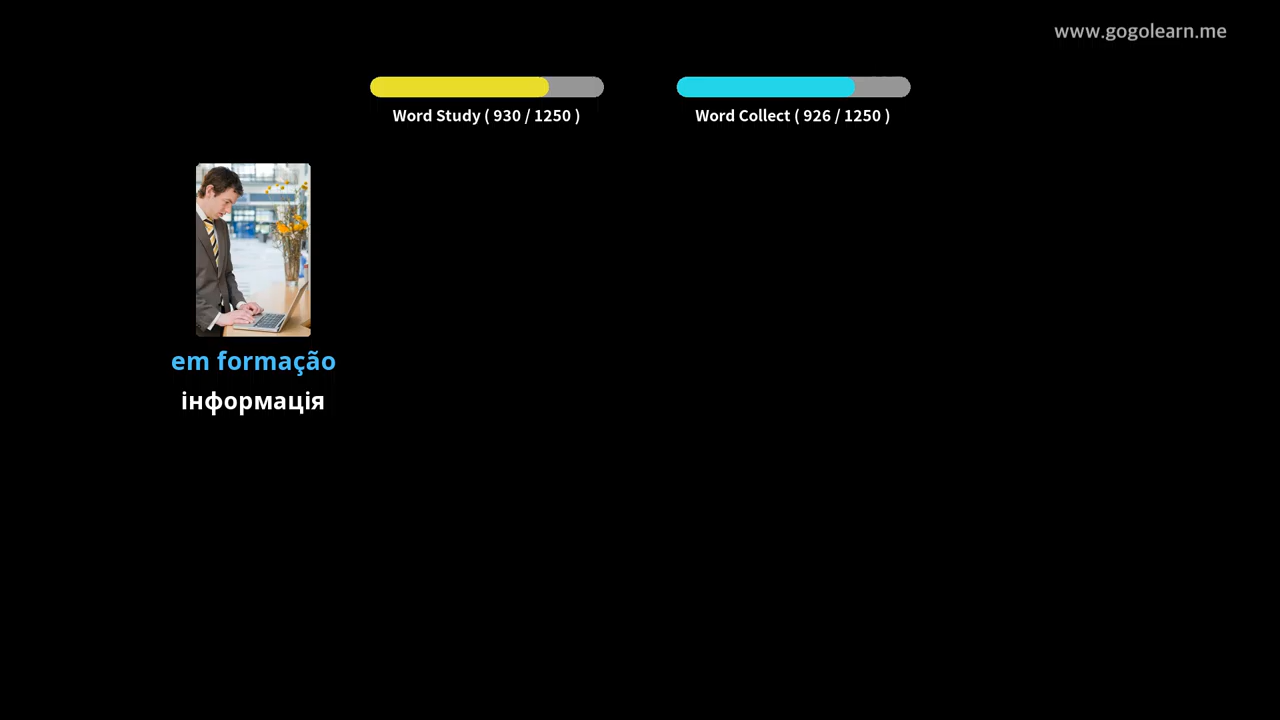 www.gogolearn.me
Word Study ( 930 / 1250 )
Word Collect ( 926 / 1250 )
em formação
інформація